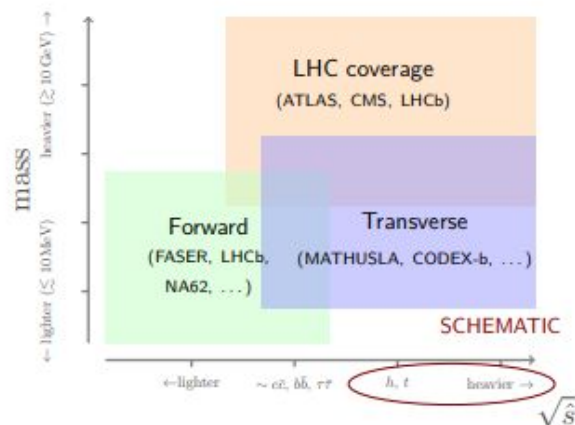 LHC coverage
(ATLAS, CMS, LHCb)
Forward
(FASER, LHCb,
NA62, ...)
Transverse
(MATHUSLA, CODEX-b, ...)
SCHEMATIC
mass
← lighter (≲ 10 MeV)
heavier (≳ 10 GeV) →
←lighter
∼ cc̄, bb̄, ττ̄
h, t
heavier →
√ŝ